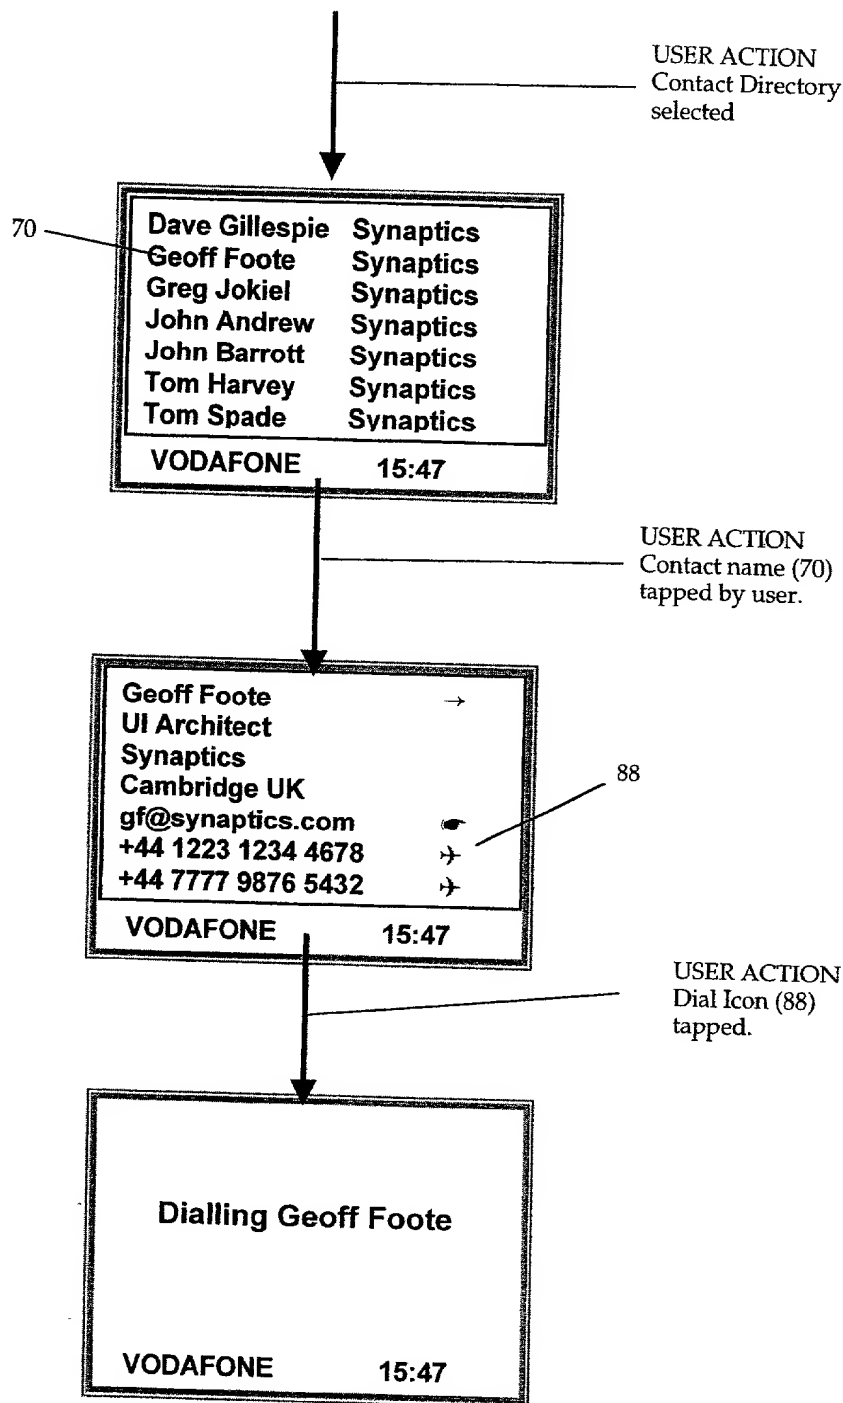 USER ACTION
Contact Directory
selected
70
Dave Gillespie Synaptics
Geoff Foote Synaptics
Greg Jokiel Synaptics
John Andrew Synaptics
John Barrott Synaptics
Tom Harvey Synaptics
Tom Spade Synaptics
VODAFONE 15:47
USER ACTION
Contact name (70)
tapped by user.
Geoff Foote →
UI Architect
Synaptics
Cambridge UK
gf@synaptics.com
+44 1223 1234 4678
+44 7777 9876 5432
88
VODAFONE 15:47
USER ACTION
Dial Icon (88)
tapped.
Dialling Geoff Foote
VODAFONE 15:47